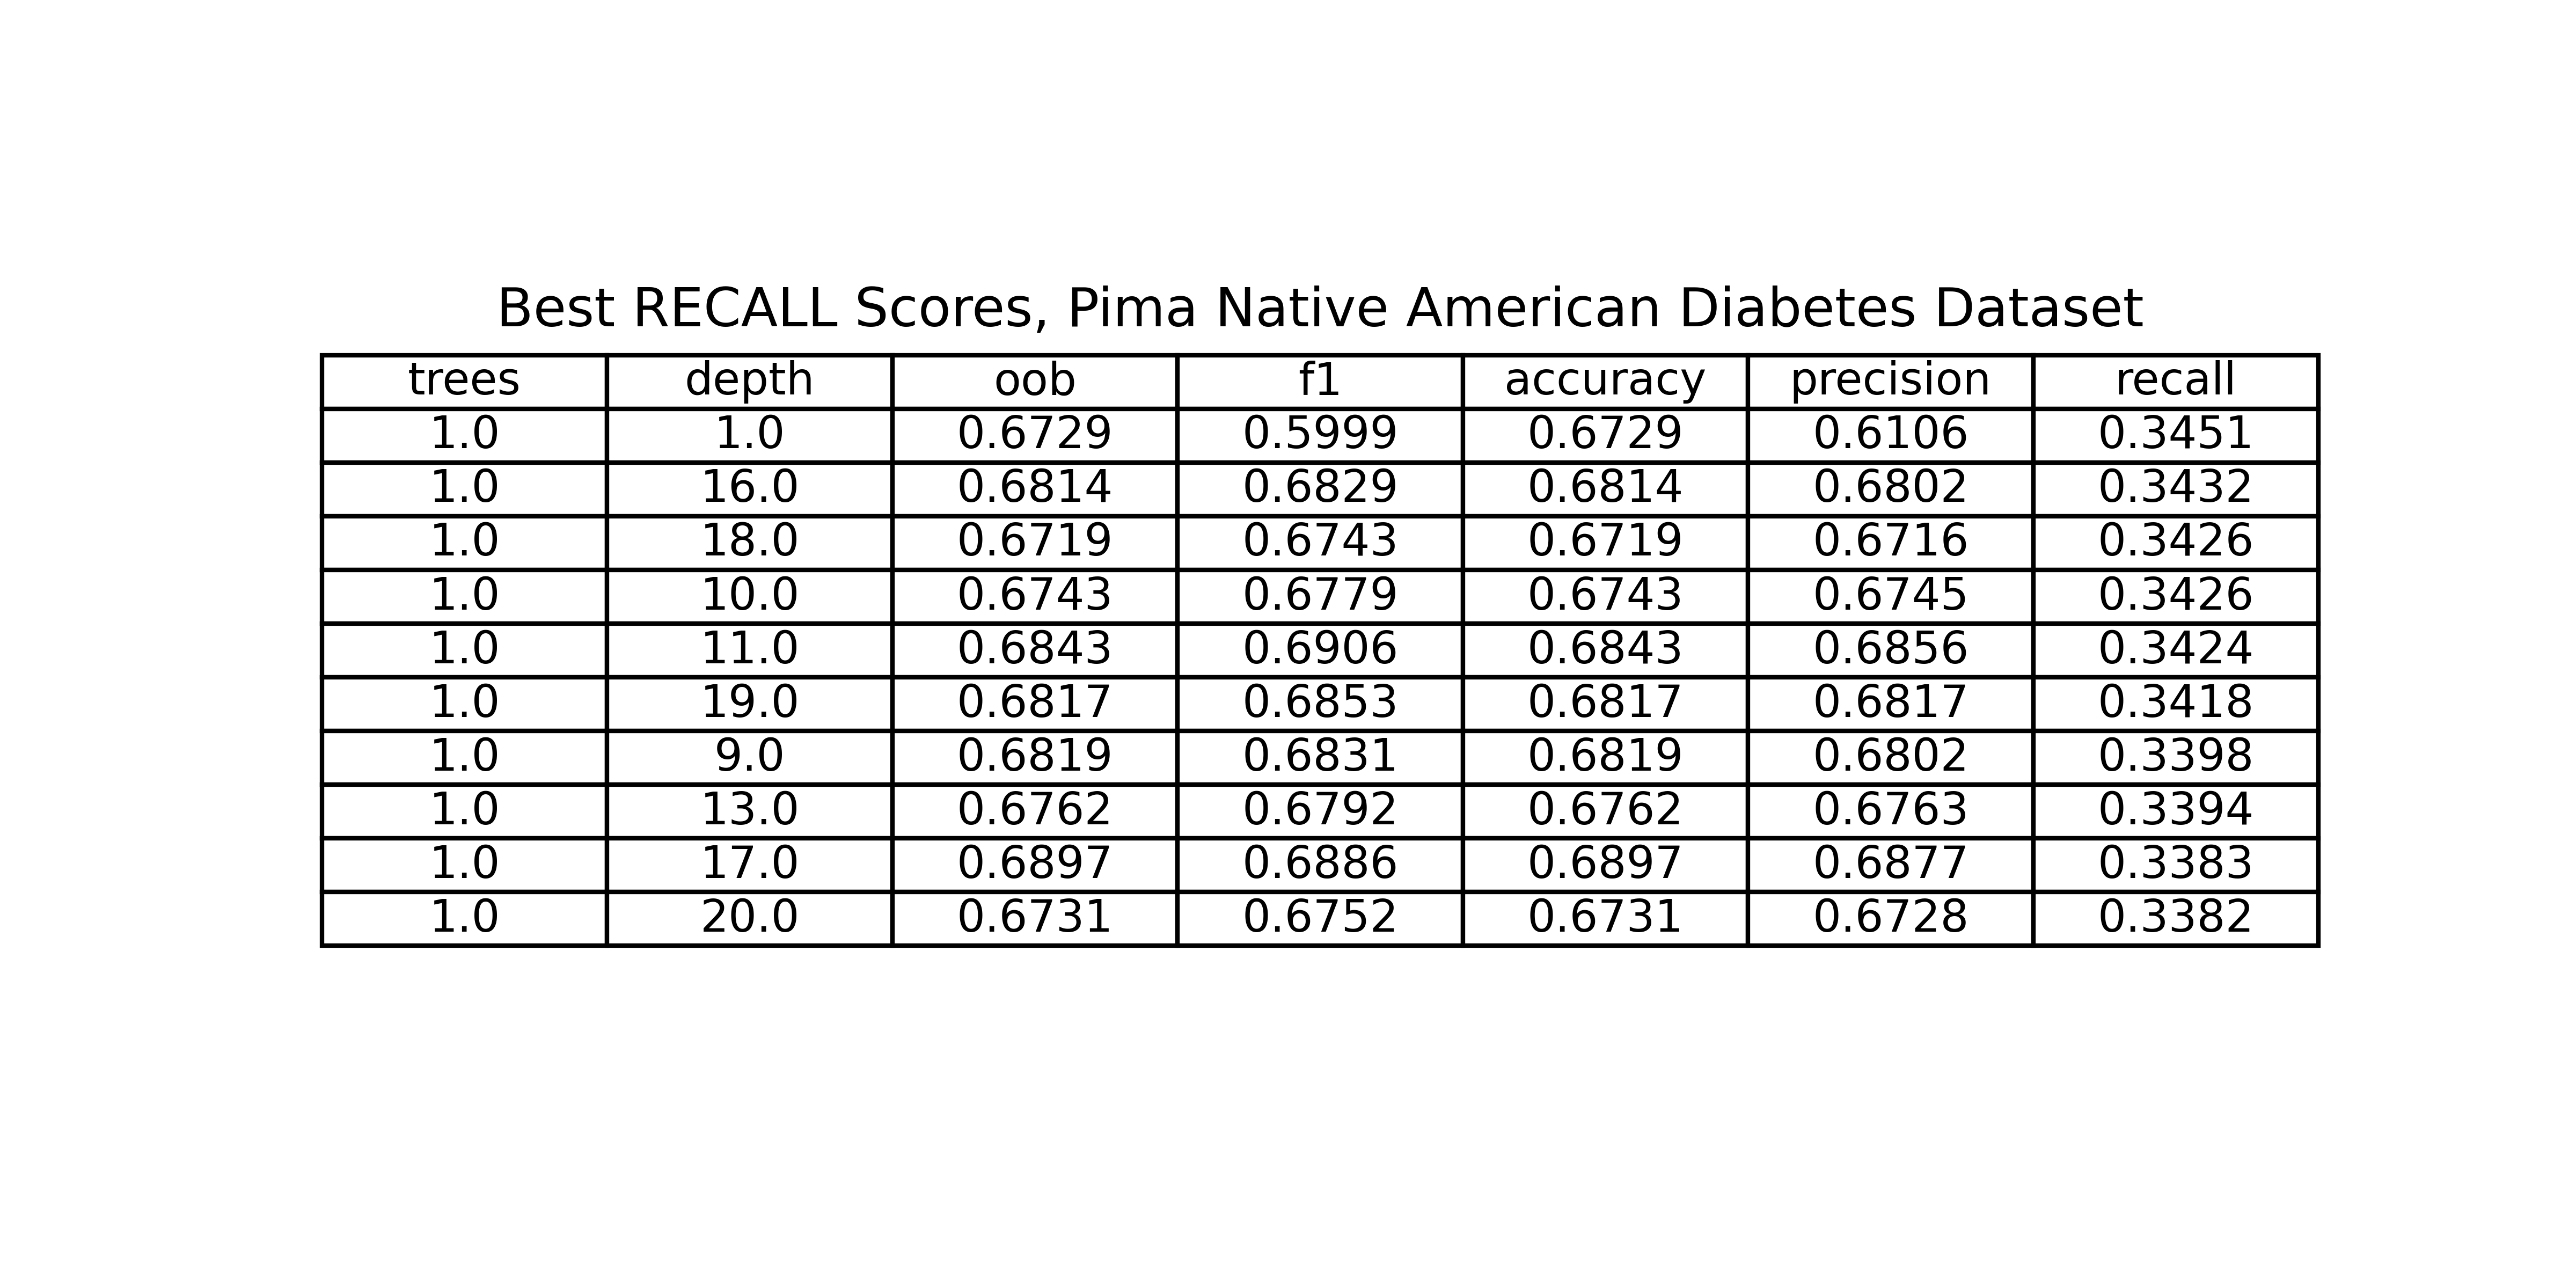 Best RECALL Scores, Pima Native American Diabetes Dataset
trees depth oob f1 accuracy precision recall
1.0 1.0 0.6729 0.5999 0.6729 0.6106 0.3451
1.0 16.0 0.6814 0.6829 0.6814 0.6802 0.3432
1.0 18.0 0.6719 0.6743 0.6719 0.6716 0.3426
1.0 10.0 0.6743 0.6779 0.6743 0.6745 0.3426
1.0 11.0 0.6843 0.6906 0.6843 0.6856 0.3424
1.0 19.0 0.6817 0.6853 0.6817 0.6817 0.3418
1.0 9.0 0.6819 0.6831 0.6819 0.6802 0.3398
1.0 13.0 0.6762 0.6792 0.6762 0.6763 0.3394
1.0 17.0 0.6897 0.6886 0.6897 0.6877 0.3383
1.0 20.0 0.6731 0.6752 0.6731 0.6728 0.3382